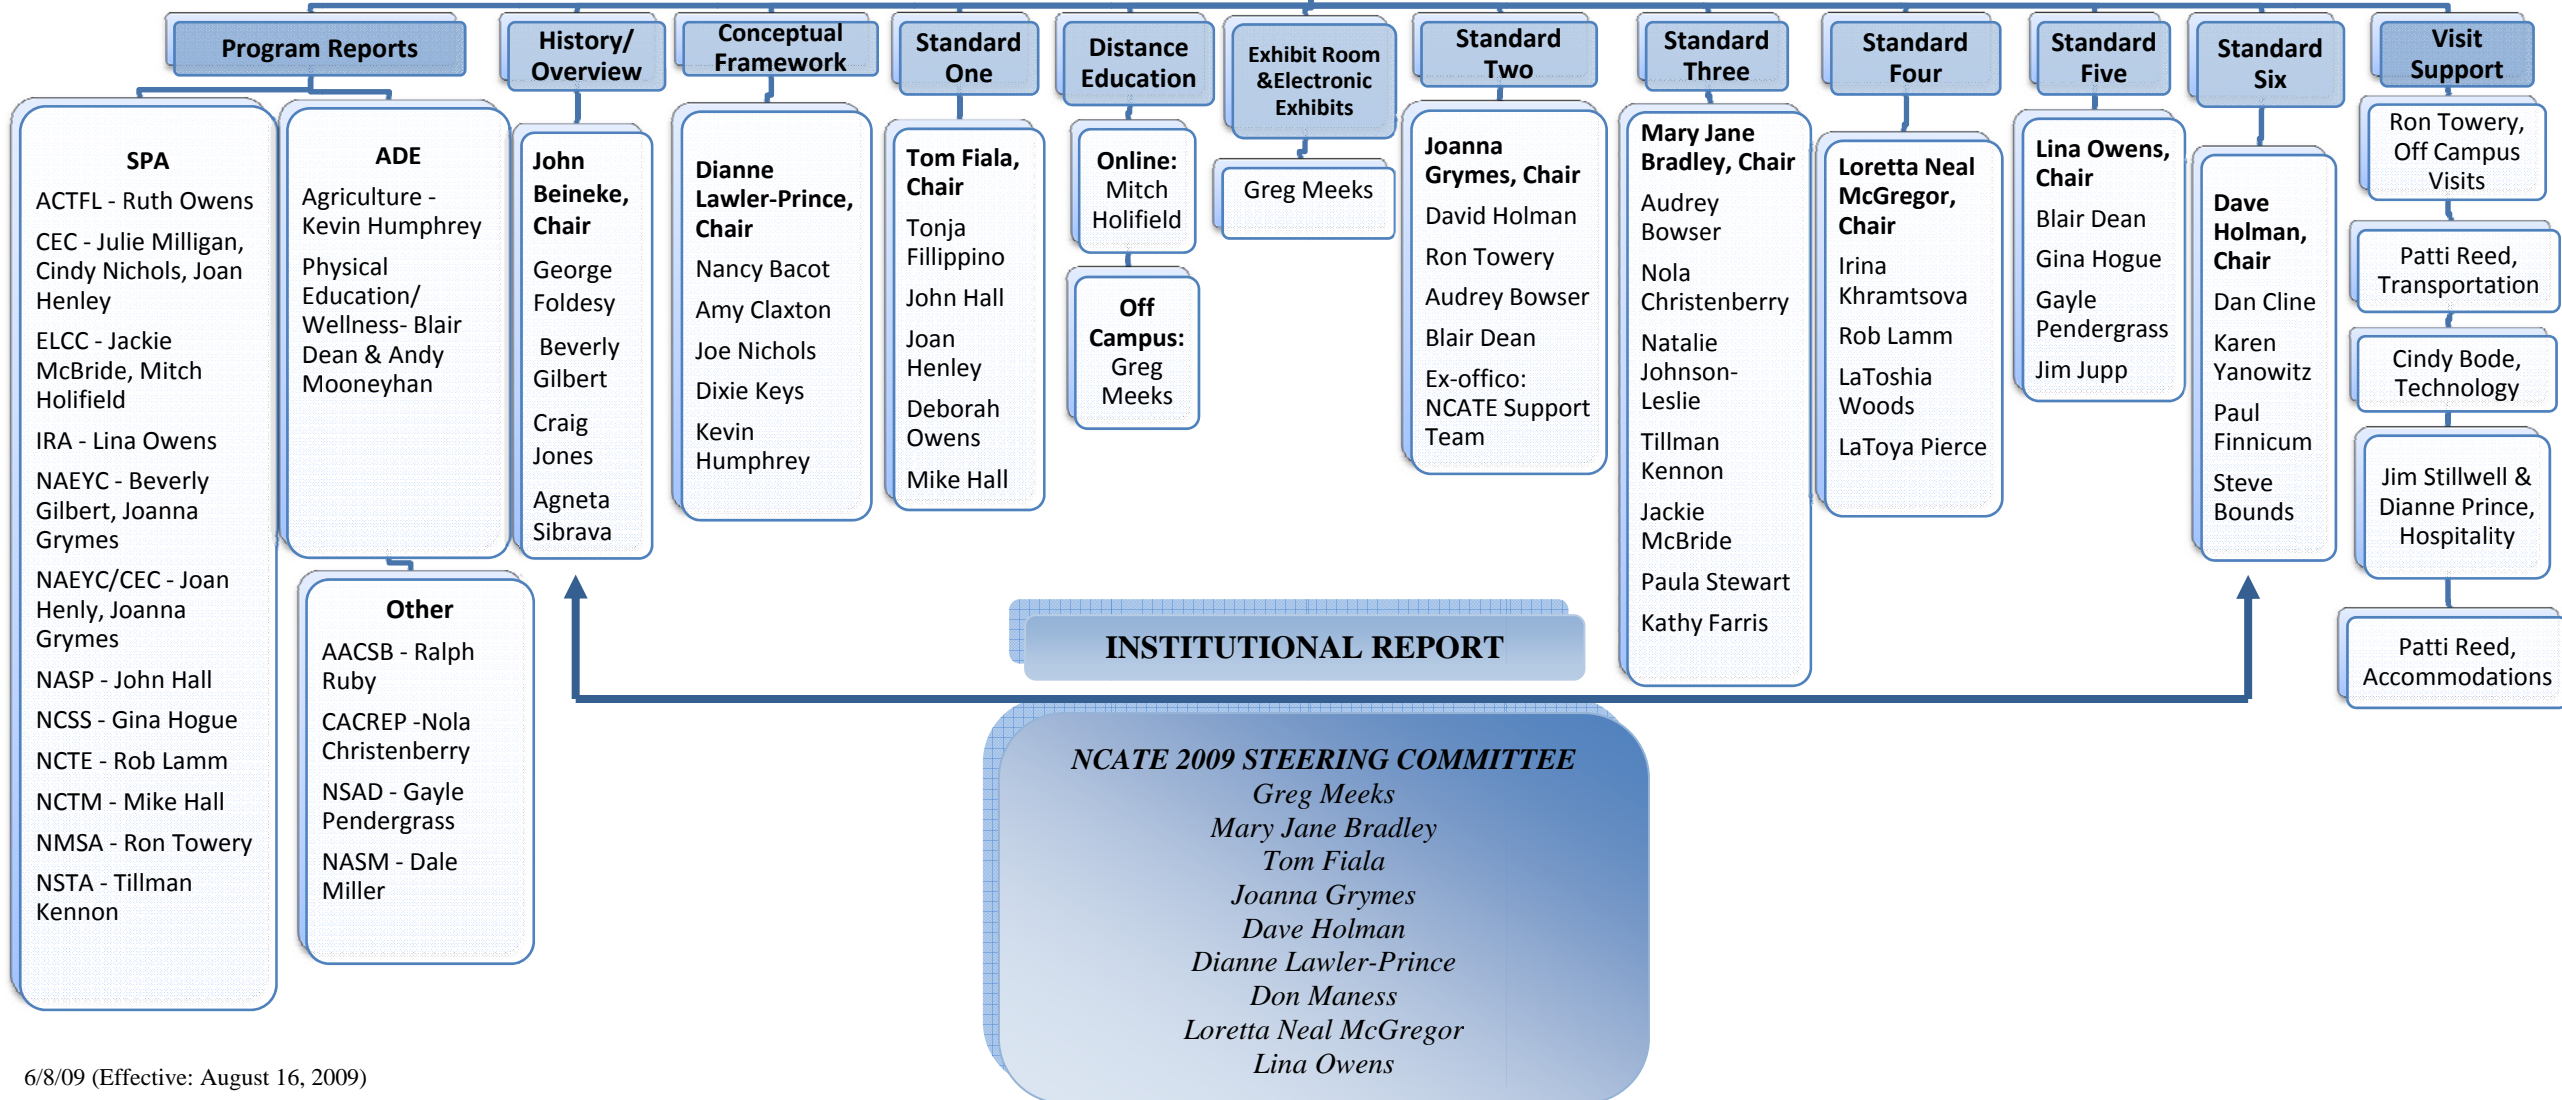 Program Reports
SPA
ACTFL - Ruth Owens
CEC - Julie Milligan,
Cindy Nichols, Joan
Henley
ELCC - Jackie
McBride, Mitch
Holifield
IRA - Lina Owens
NAEYC - Beverly
Gilbert, Joanna
Grymes
NAEYC/CEC - Joan
Henly, Joanna
Grymes
NASP - John Hall
NCSS - Gina Hogue
NCTE - Rob Lamm
NCTM - Mike Hall
NMSA - Ron Towery
NSTA - Tillman
Kennon
ADE
Agriculture -
Kevin Humphrey
Physical
Education/
Wellness- Blair
Dean & Andy
Mooneyhan
Other
AACSB - Ralph
Ruby
CACREP -Nola
Christenberry
NSAD - Gayle
Pendergrass
NASM - Dale
Miller
History/
Overview
John
Beineke,
Chair
George
Foldesy
Beverly
Gilbert
Craig
Jones
Agneta
Sibrava
Conceptual
Framework
Dianne
Lawler-Prince,
Chair
Nancy Bacot
Amy Claxton
Joe Nichols
Dixie Keys
Kevin
Humphrey
Standard
One
Tom Fiala,
Chair
Tonja
Fillippino
John Hall
Joan
Henley
Deborah
Owens
Mike Hall
Distance
Education
Online:
Mitch
Holifield
Off
Campus:
Greg
Meeks
Exhibit Room
&Electronic
Exhibits
Greg Meeks
Standard
Two
Joanna
Grymes, Chair
David Holman
Ron Towery
Audrey Bowser
Blair Dean
Ex-offico:
NCATE Support
Team
Standard
Three
Mary Jane
Bradley, Chair
Audrey
Bowser
Nola
Christenberry
Natalie
Johnson-
Leslie
Tillman
Kennon
Jackie
McBride
Paula Stewart
Kathy Farris
Standard
Four
Loretta Neal
McGregor,
Chair
Irina
Khramtsova
Rob Lamm
LaToshia
Woods
LaToya Pierce
Standard
Five
Lina Owens,
Chair
Blair Dean
Gina Hogue
Gayle
Pendergrass
Jim Jupp
Standard
Six
Dave
Holman,
Chair
Dan Cline
Karen
Yanowitz
Paul
Finnicum
Steve
Bounds
Visit
Support
Ron Towery,
Off Campus
Visits
Patti Reed,
Transportation
Cindy Bode,
Technology
Jim Stillwell &
Dianne Prince,
Hospitality
Patti Reed,
Accommodations
INSTITUTIONAL REPORT
NCATE 2009 STEERING COMMITTEE
Greg Meeks
Mary Jane Bradley
Tom Fiala
Joanna Grymes
Dave Holman
Dianne Lawler-Prince
Don Maness
Loretta Neal McGregor
Lina Owens
6/8/09 (Effective: August 16, 2009)